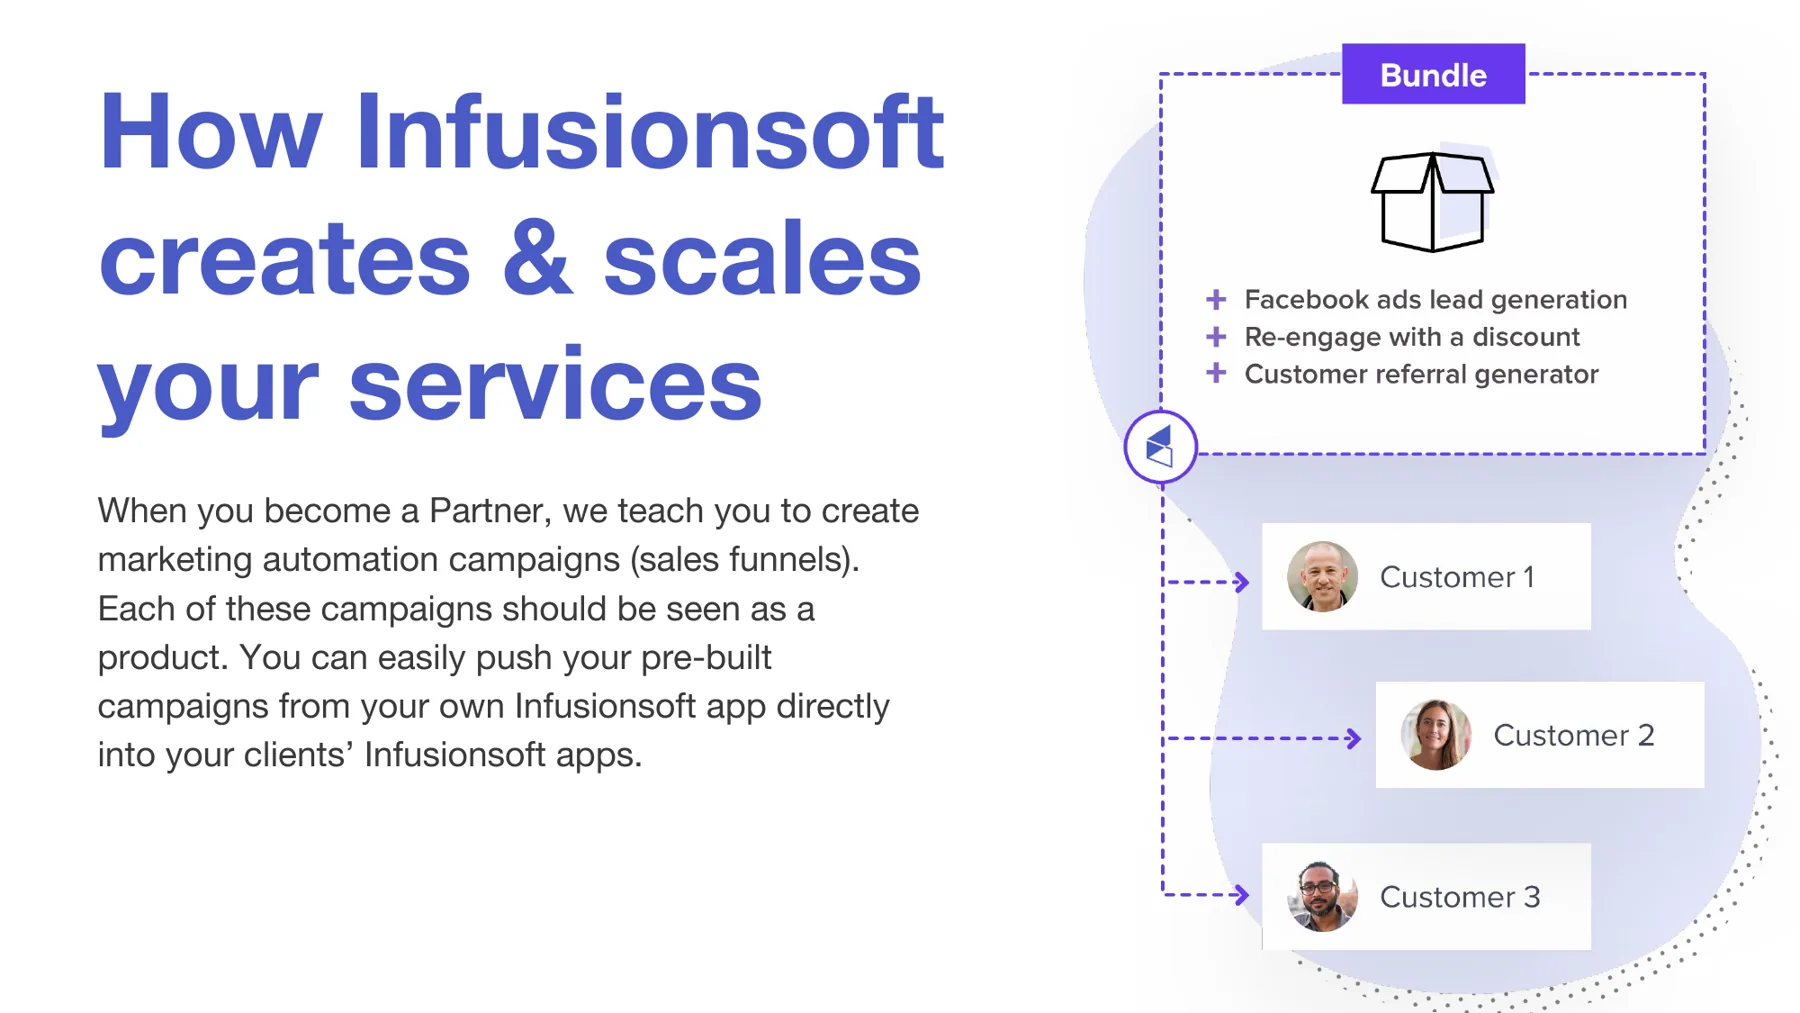 How Infusionsoft
creates & scales
your services
When you become a Partner, we teach you to create
marketing automation campaigns (sales funnels).
Each of these campaigns should be seen as a
product. You can easily push your pre-built
campaigns from your own Infusionsoft app directly
into your clients’ Infusionsoft apps.
Bundle
+ Facebook ads lead generation
+ Re-engage with a discount
+ Customer referral generator
Customer 1
Customer 2
Customer 3